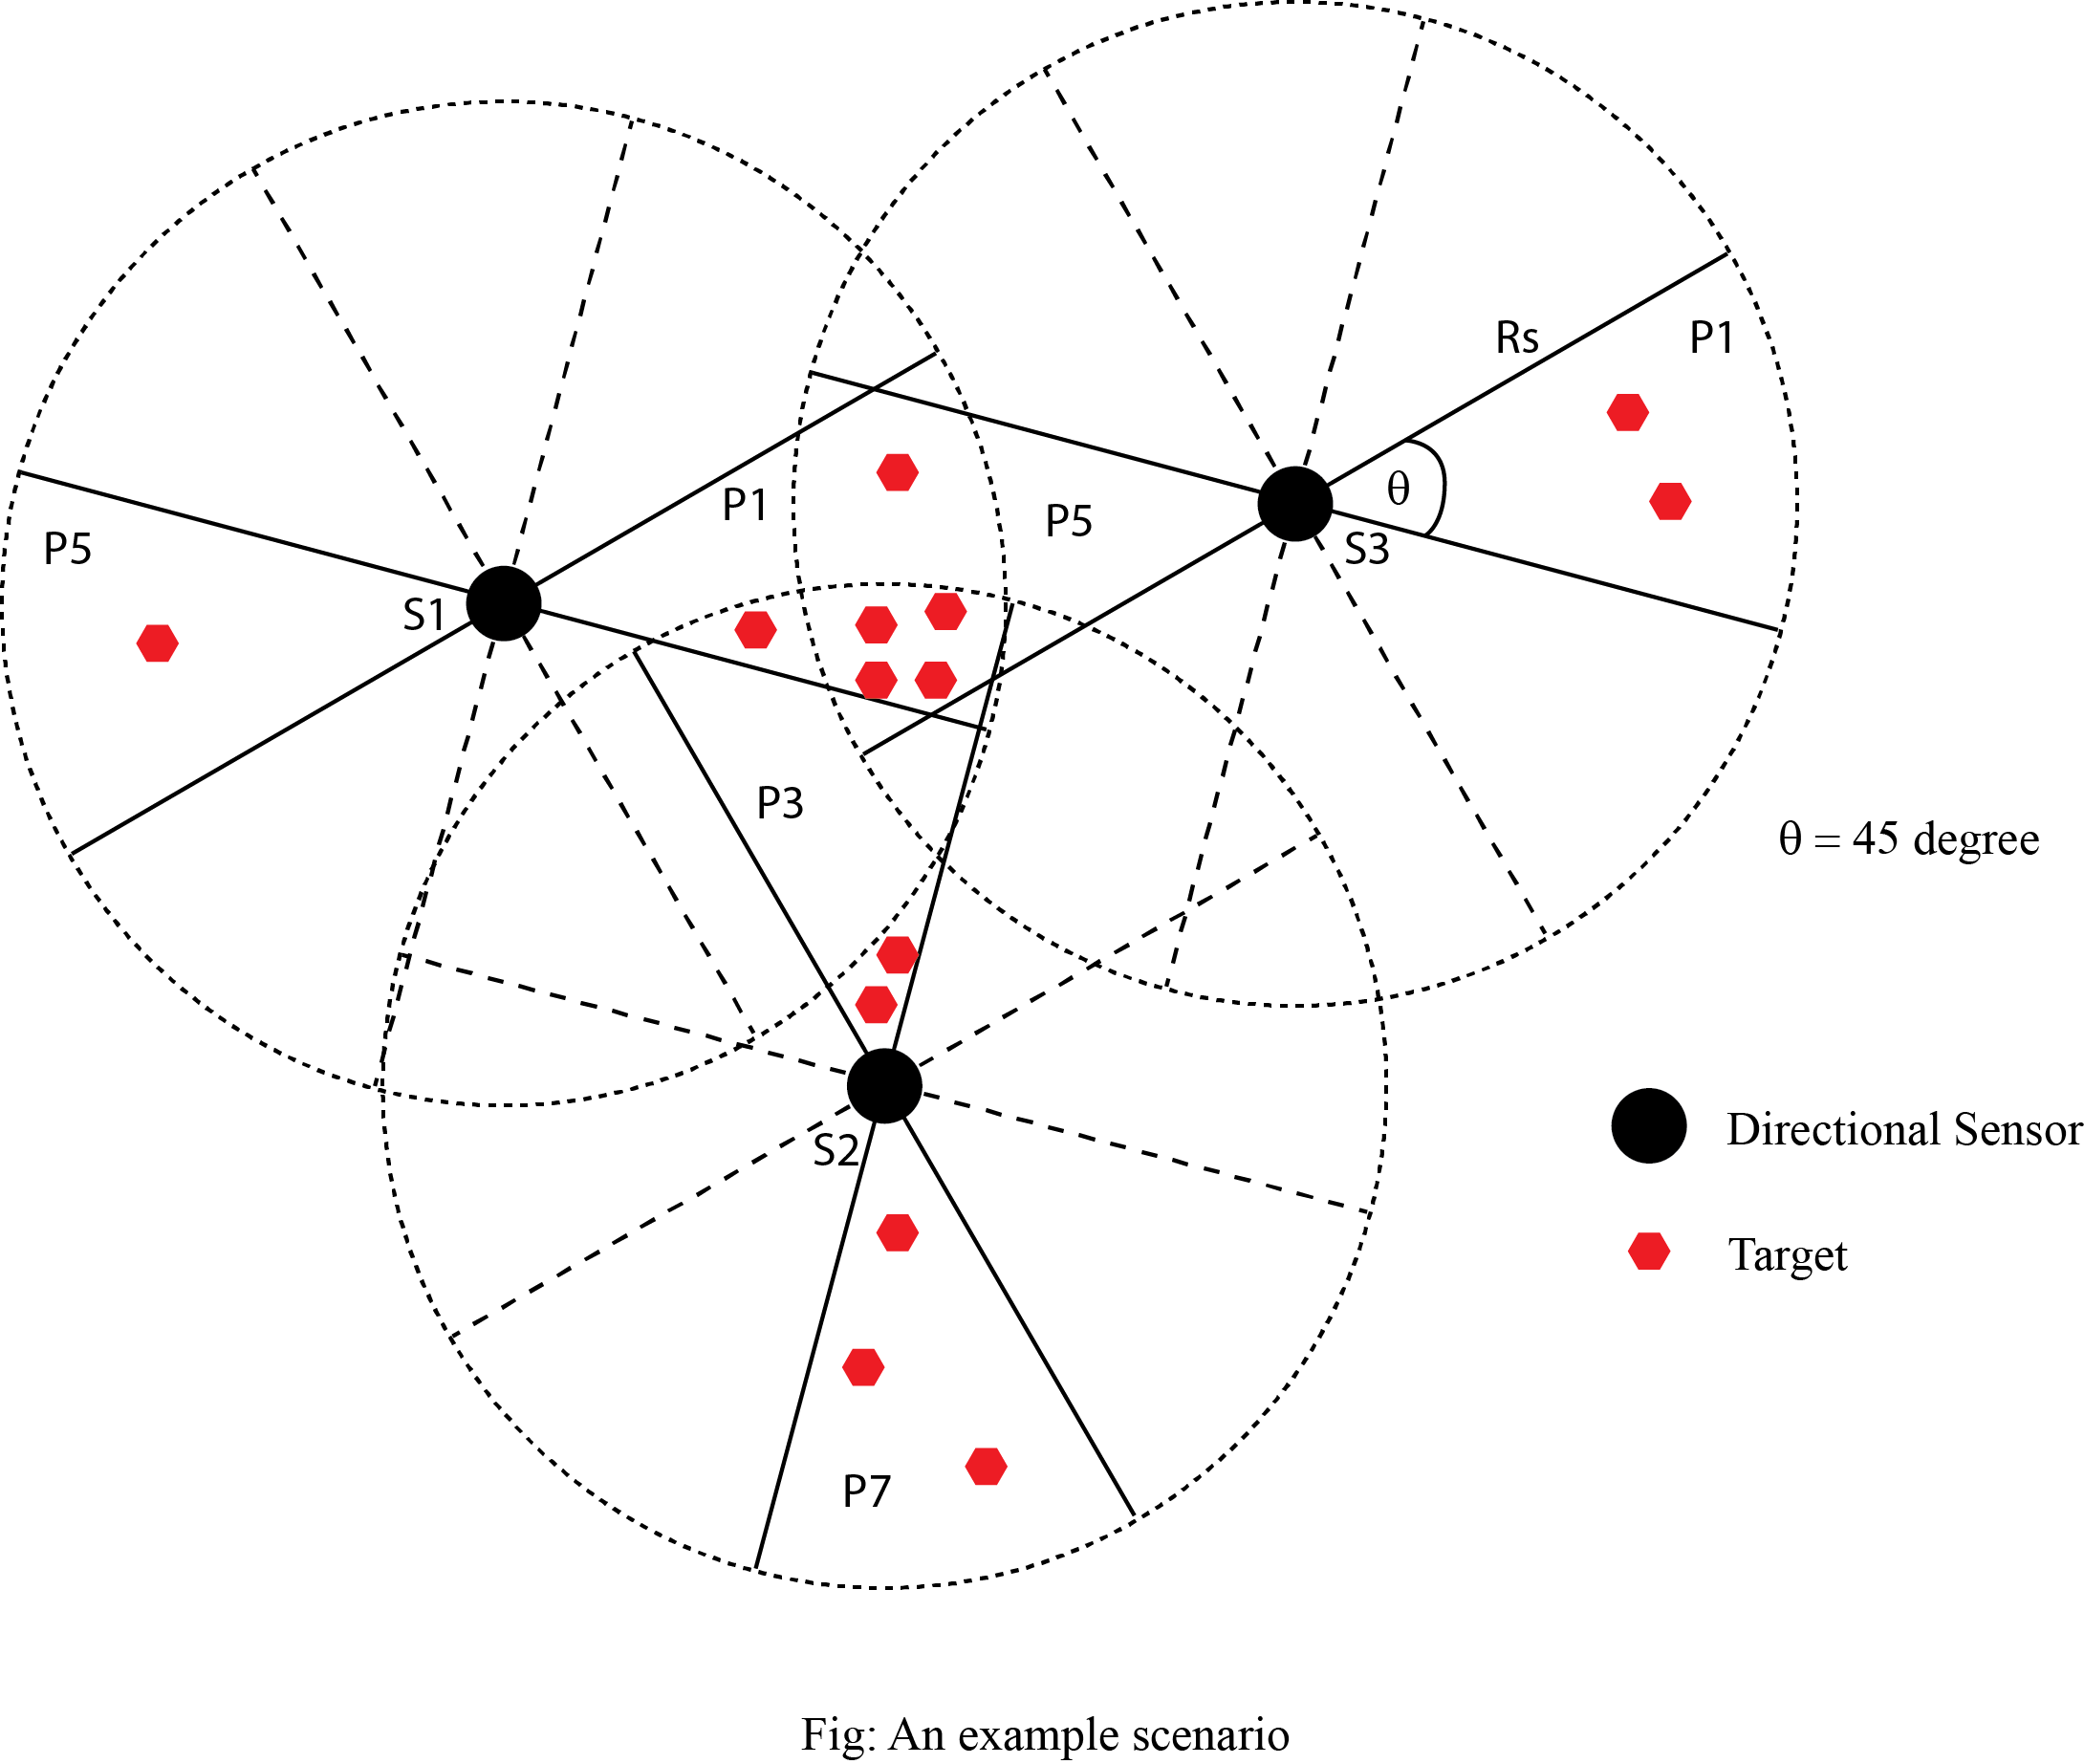 Rs
P1
P1
θ
P5
S3
P5
S1
P3
θ = 45 degree
S2
Directional Sensor
Target
P7
Fig: An example scenario